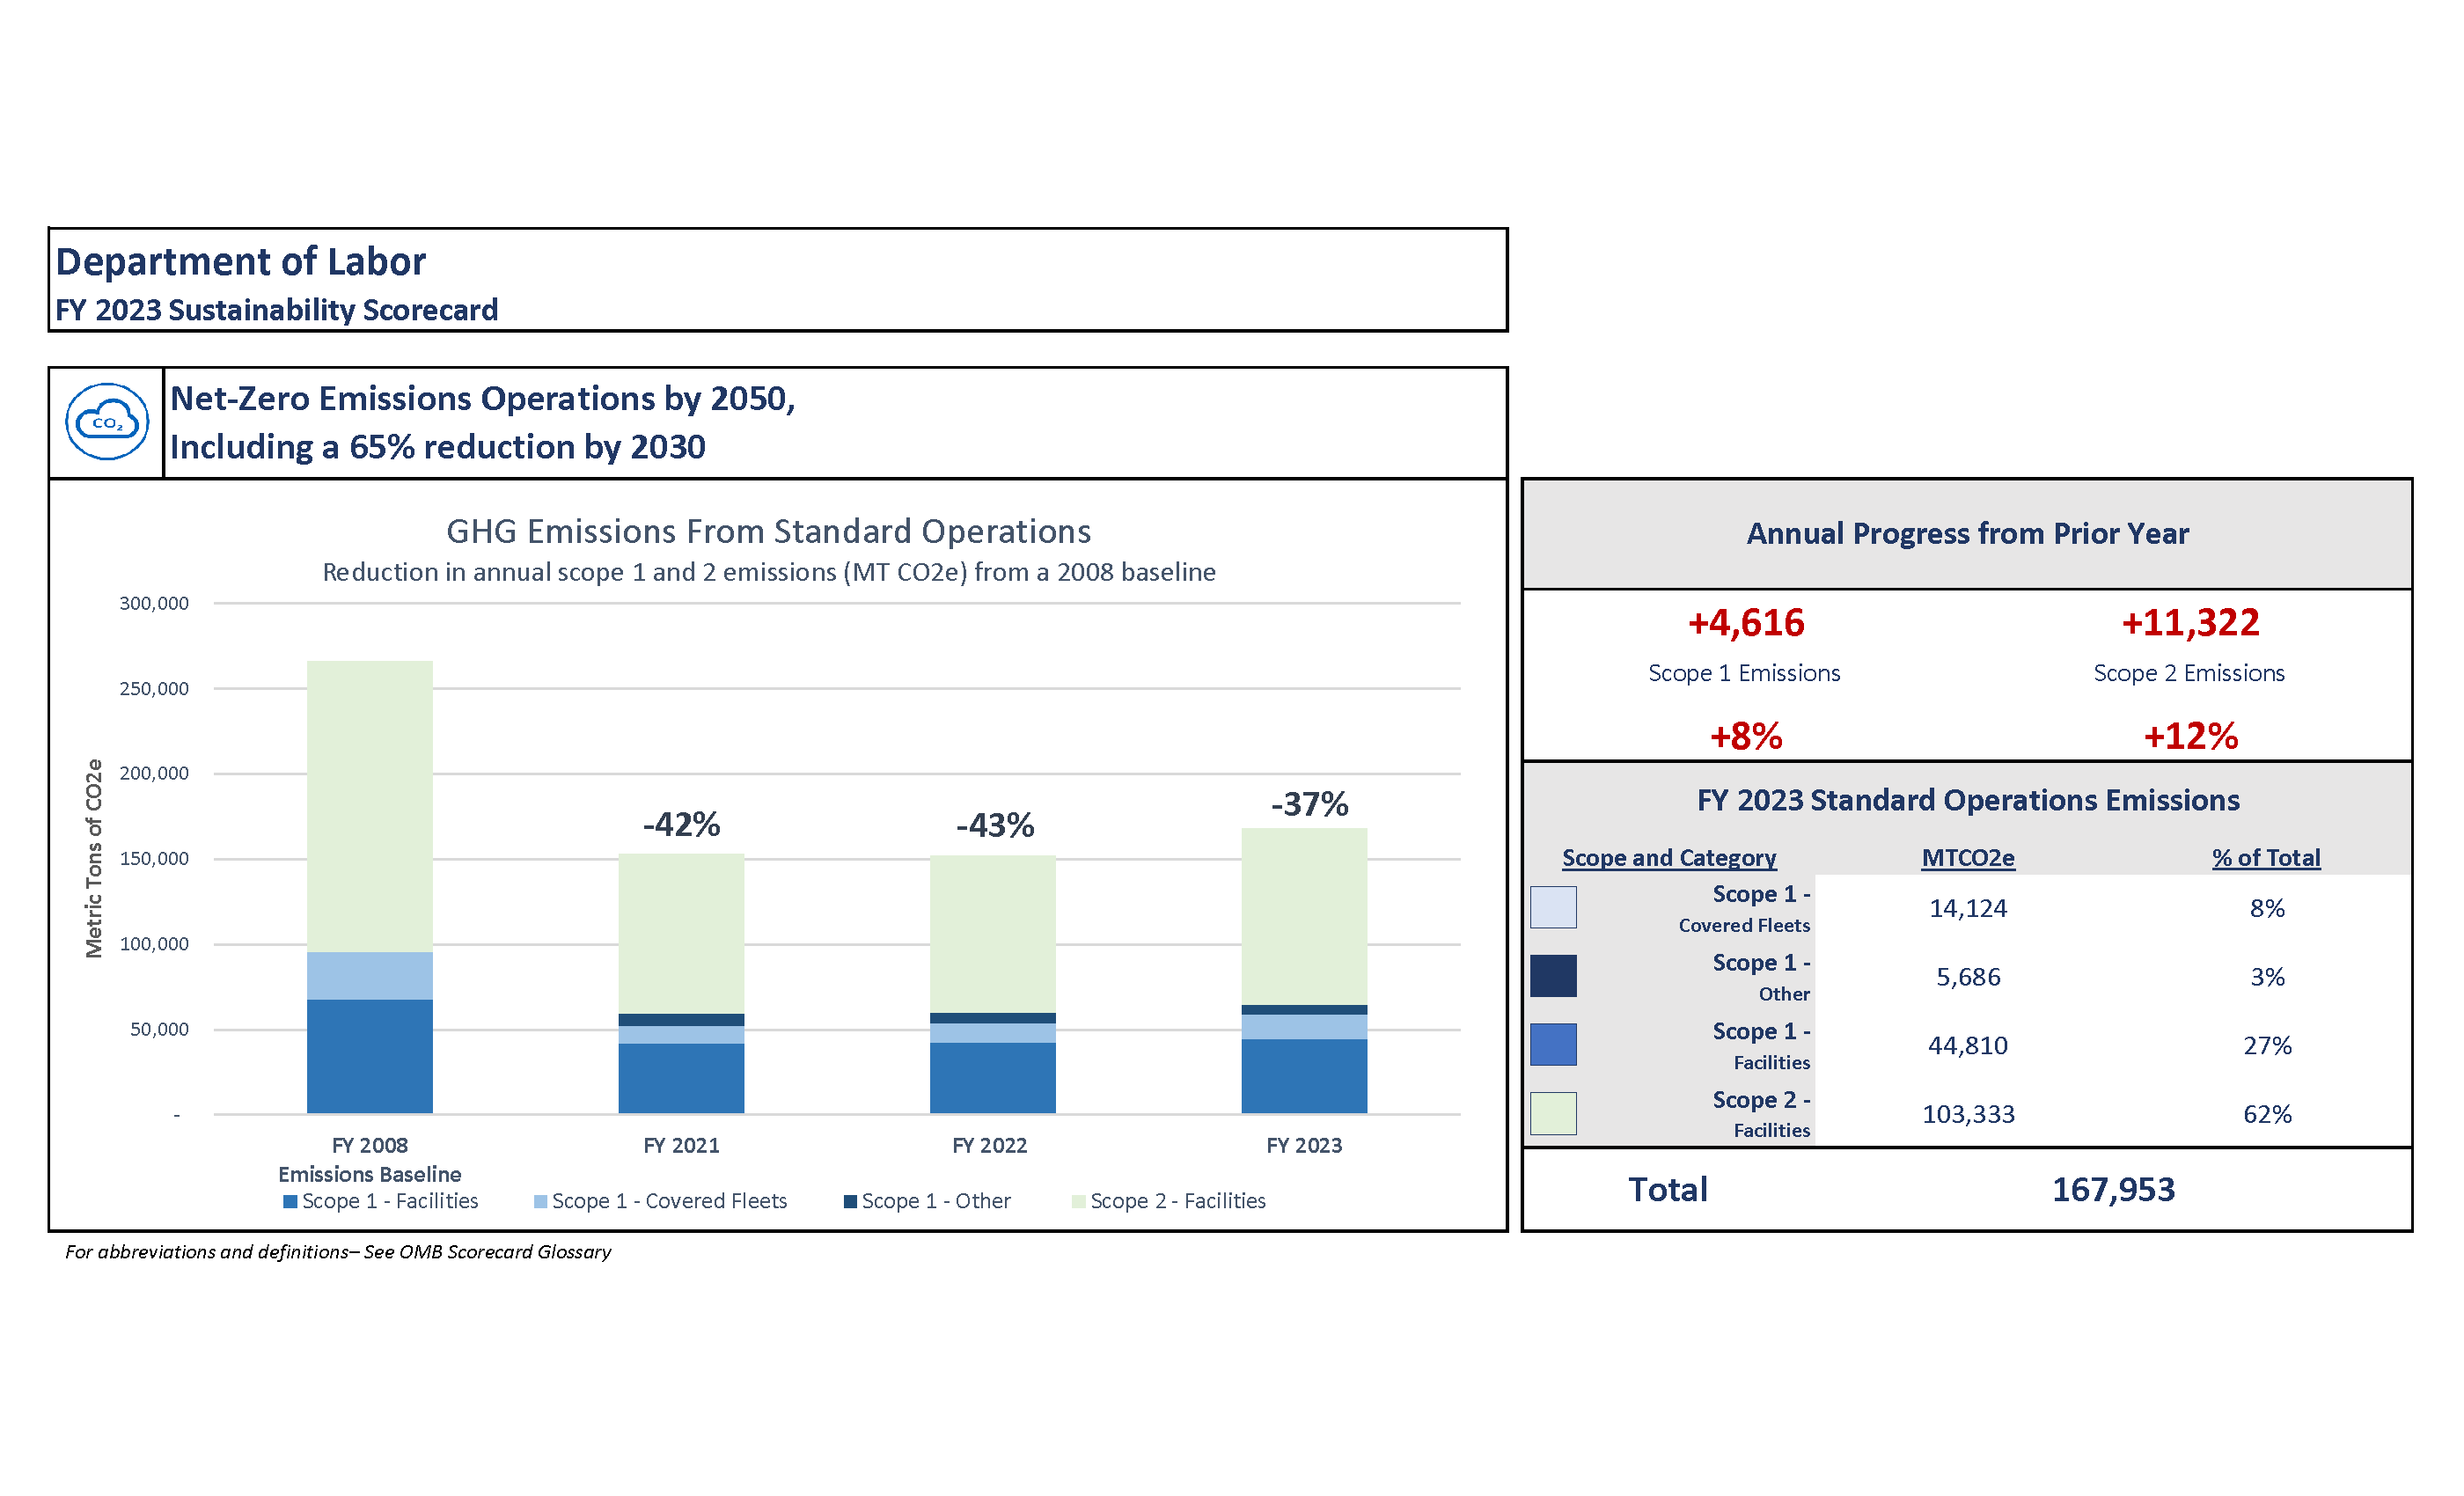 Department of Labor
FY 2023 Sustainability Scorecard
CO₂
Net-Zero Emissions Operations by 2050,
Including a 65% reduction by 2030
GHG Emissions From Standard Operations
Reduction in annual scope 1 and 2 emissions (MT CO2e) from a 2008 baseline
Metric Tons of CO2e
300,000
250,000
200,000
150,000
100,000
50,000
-
-42%
-43%
-37%
FY 2008
Emissions Baseline
FY 2021
FY 2022
FY 2023
Scope 1 - Facilities
Scope 1 - Covered Fleets
Scope 1 - Other
Scope 2 - Facilities
For abbreviations and definitions– See OMB Scorecard Glossary
Annual Progress from Prior Year
+4,616 +11,322
Scope 1 Emissions Scope 2 Emissions
+8% +12%
FY 2023 Standard Operations Emissions
Scope and Category MTCO2e % of Total
Scope 1 -
Covered Fleets 14,124 8%
Scope 1 -
Other 5,686 3%
Scope 1 -
Facilities 44,810 27%
Scope 2 -
Facilities 103,333 62%
Total 167,953